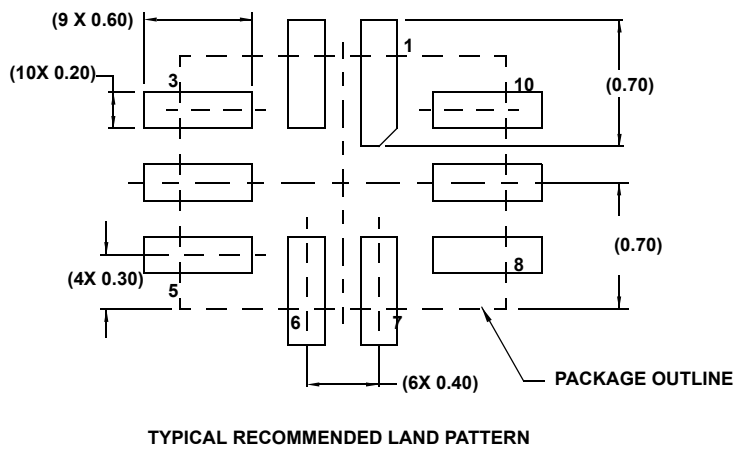 (9 X 0.60)
1
(10X 0.20)
3
10
(0.70)
(0.70)
(4X 0.30)
8
5
6
7
(6X 0.40)
PACKAGE OUTLINE
TYPICAL RECOMMENDED LAND PATTERN